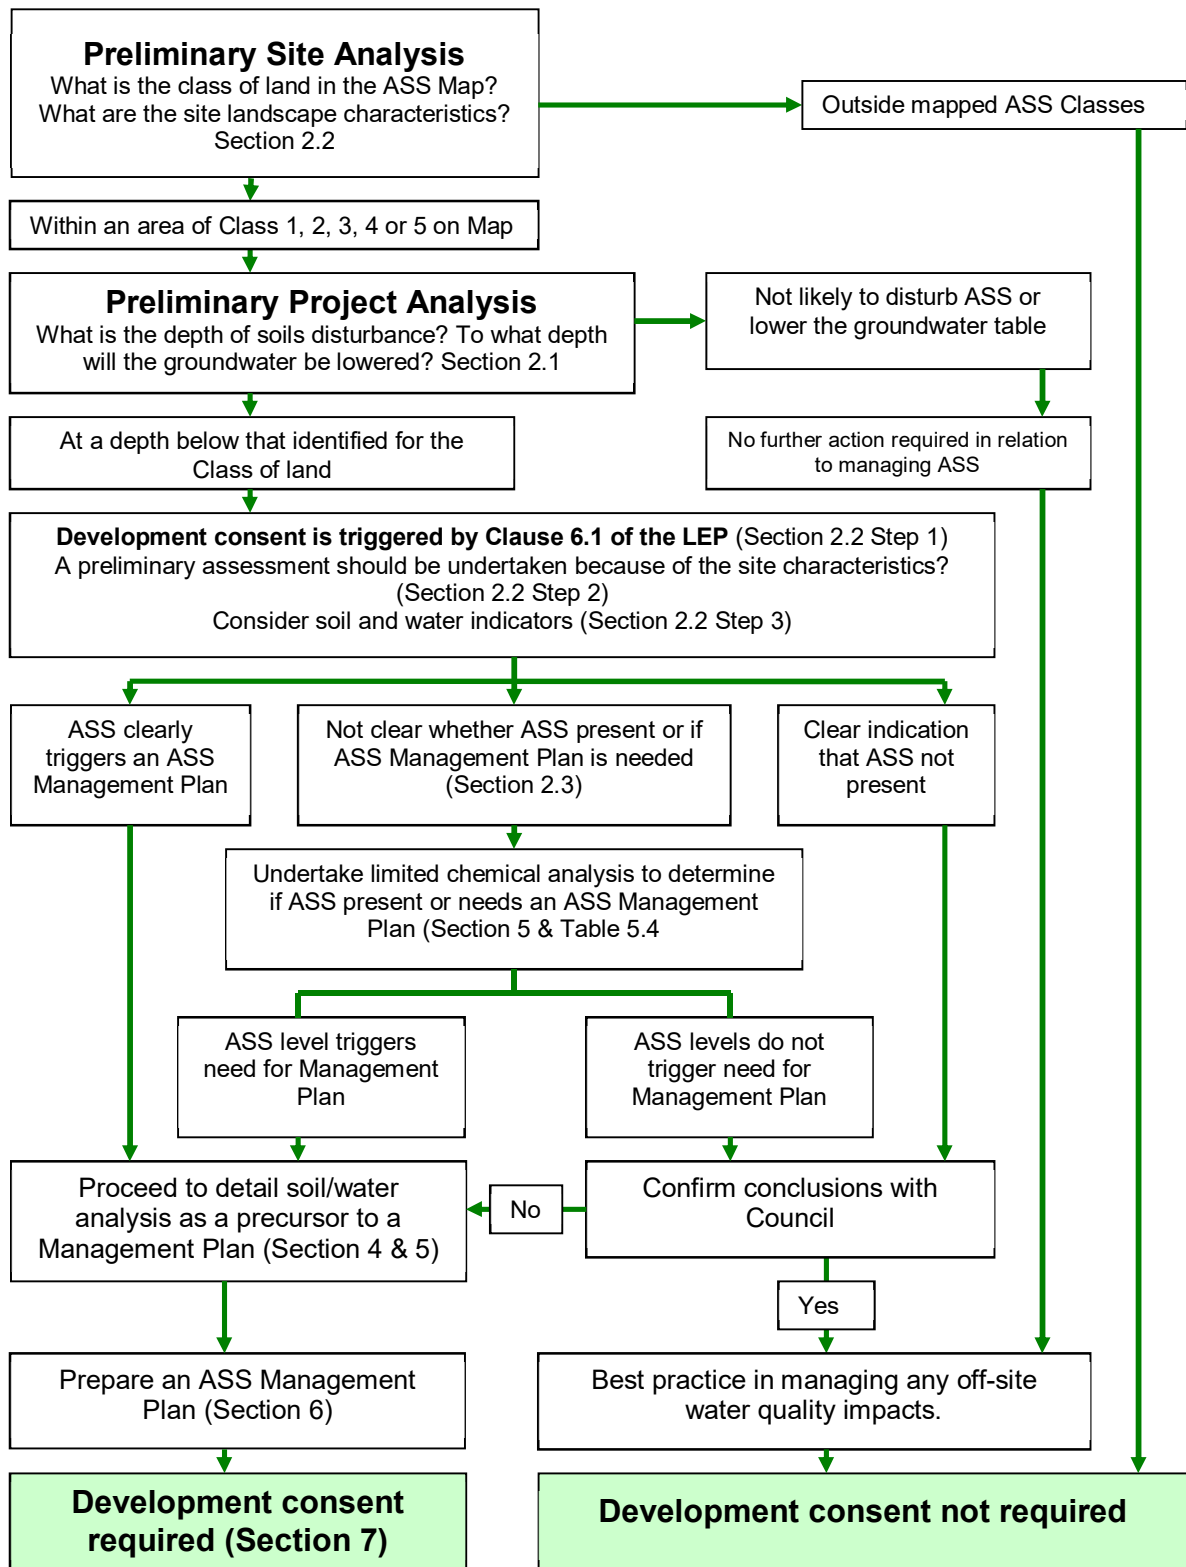 Preliminary Site Analysis
What is the class of land in the ASS Map?
What are the site landscape characteristics?
Section 2.2
Outside mapped ASS Classes
Within an area of Class 1, 2, 3, 4 or 5 on Map
Preliminary Project Analysis
What is the depth of soils disturbance? To what depth
will the groundwater be lowered? Section 2.1
Not likely to disturb ASS or
lower the groundwater table
At a depth below that identified for the
Class of land
No further action required in relation
to managing ASS
Development consent is triggered by Clause 6.1 of the LEP (Section 2.2 Step 1)
A preliminary assessment should be undertaken because of the site characteristics?
(Section 2.2 Step 2)
Consider soil and water indicators (Section 2.2 Step 3)
ASS clearly
triggers an ASS
Management Plan
Not clear whether ASS present or if
ASS Management Plan is needed
(Section 2.3)
Clear indication
that ASS not
present
Undertake limited chemical analysis to determine
if ASS present or needs an ASS Management
Plan (Section 5 & Table 5.4
ASS level triggers
need for Management
Plan
ASS levels do not
trigger need for
Management Plan
Proceed to detail soil/water
analysis as a precursor to a
Management Plan (Section 4 & 5)
No
Confirm conclusions with
Council
Yes
Prepare an ASS Management
Plan (Section 6)
Best practice in managing any off-site
water quality impacts.
Development consent
required (Section 7)
Development consent not required